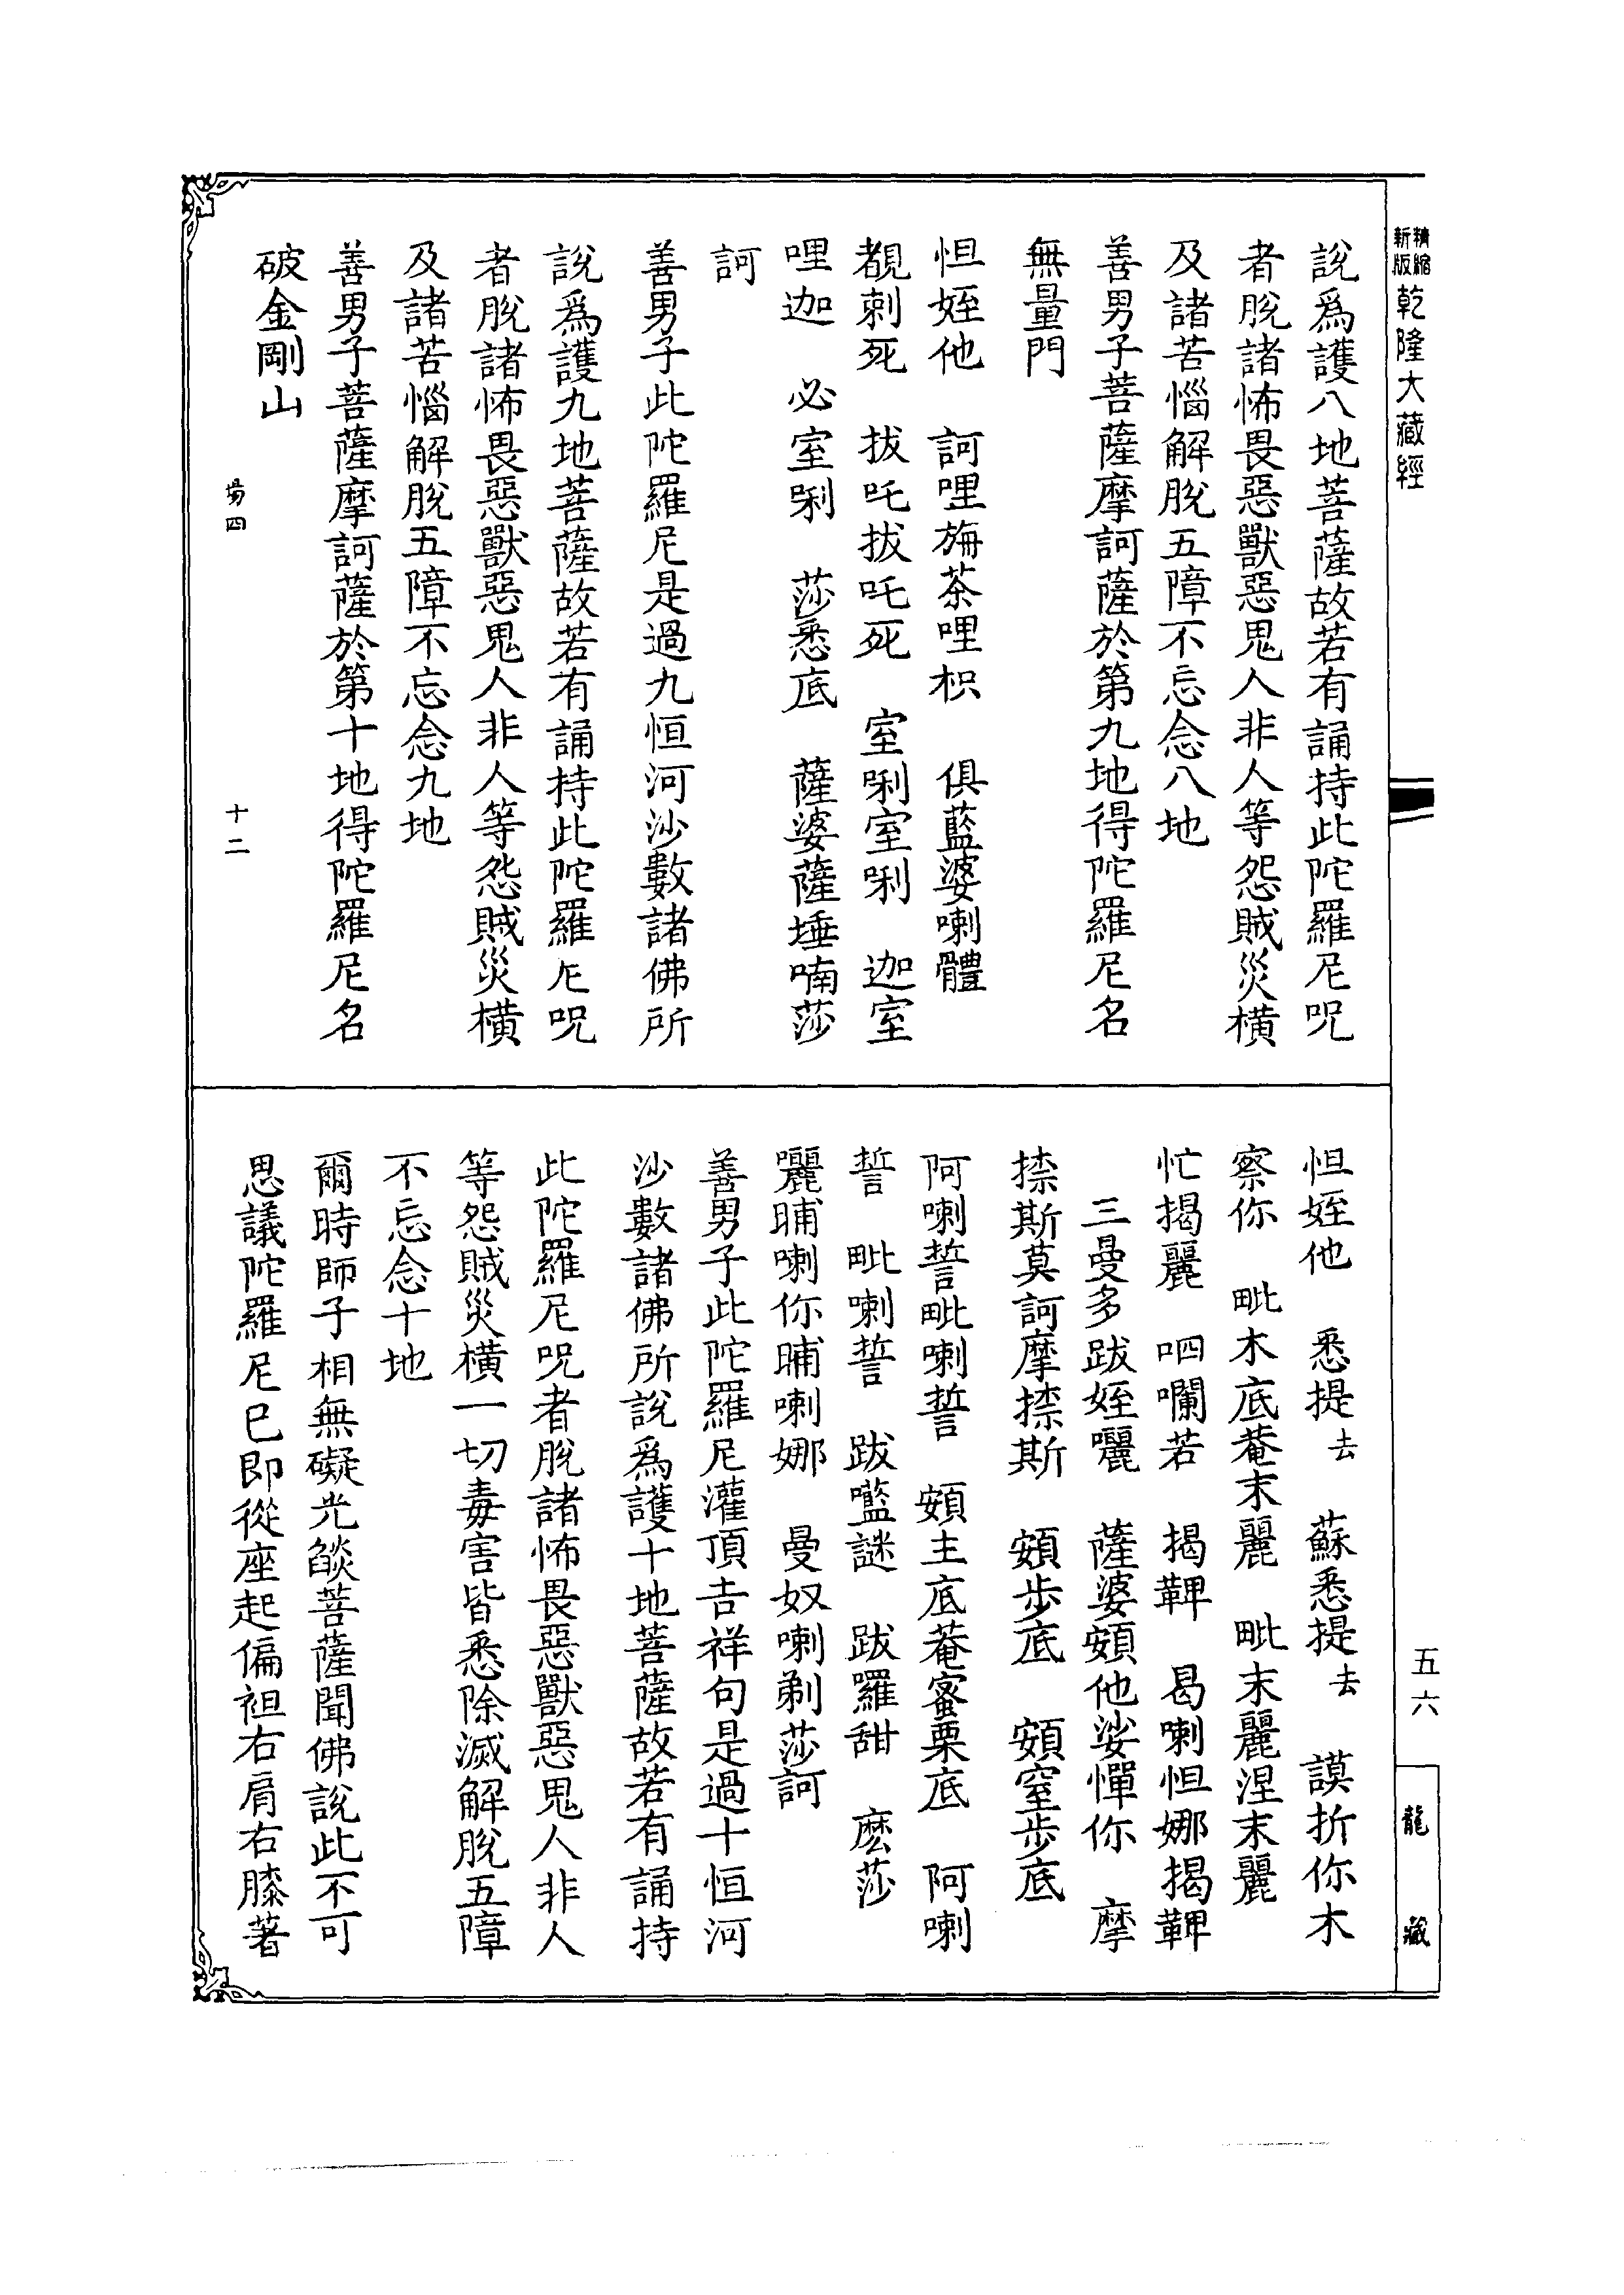 精縮新版乾隆大藏經
說為護八地菩薩故若有誦持此陀羅尼呪
者脫諸怖畏惡獸惡鬼人非人等怨賊災橫
及諸苦惱解脫五障不忘念八地
善男子菩薩摩訶薩於第九地得陀羅尼名
無量門
怛姪他　訶哩旃茶哩枳　俱藍婆喇體
覩刺死　拔吒拔吒死　室唎室唎　迦室
哩迦　必室唎　莎悉底　薩婆薩埵喃莎
訶
善男子此陀羅尼是過九恒河沙數諸佛所
說為護九地菩薩故若有誦持此陀羅尼呪
者脫諸怖畏惡獸惡鬼人非人等怨賊災橫
及諸苦惱解脫五障不忘念九地
善男子菩薩摩訶薩於第十地得陀羅尼名
破金剛山
場四　十二
五六
龍藏
怛姪他　悉提去　蘇悉提去　謨折你木
察你　毗木底菴末麗　毗末麗涅末麗
忙揭麗　呬嚂若　揭鞞　曷喇怛娜揭鞞
三曼多跋姪囇　薩婆頞他娑憚你　摩
捺斯莫訶摩捺斯　頞步底　頞窒步底
阿喇誓毗喇誓　頞主底菴蜜栗底　阿喇
誓　毗喇誓　跋嚂謎　跋羅甜　麼莎
囇晡喇你晡喇娜　曼奴喇剃莎訶
善男子此陀羅尼灌頂吉祥句是過十恒河
沙數諸佛所說為護十地菩薩故若有誦持
此陀羅尼呪者脫諸怖畏惡獸惡鬼人非人
等怨賊災橫一切毒害皆悉除滅解脫五障
不忘念十地
爾時師子相無礙光燄菩薩聞佛說此不可
思議陀羅尼已即從座起偏袒右肩右膝著